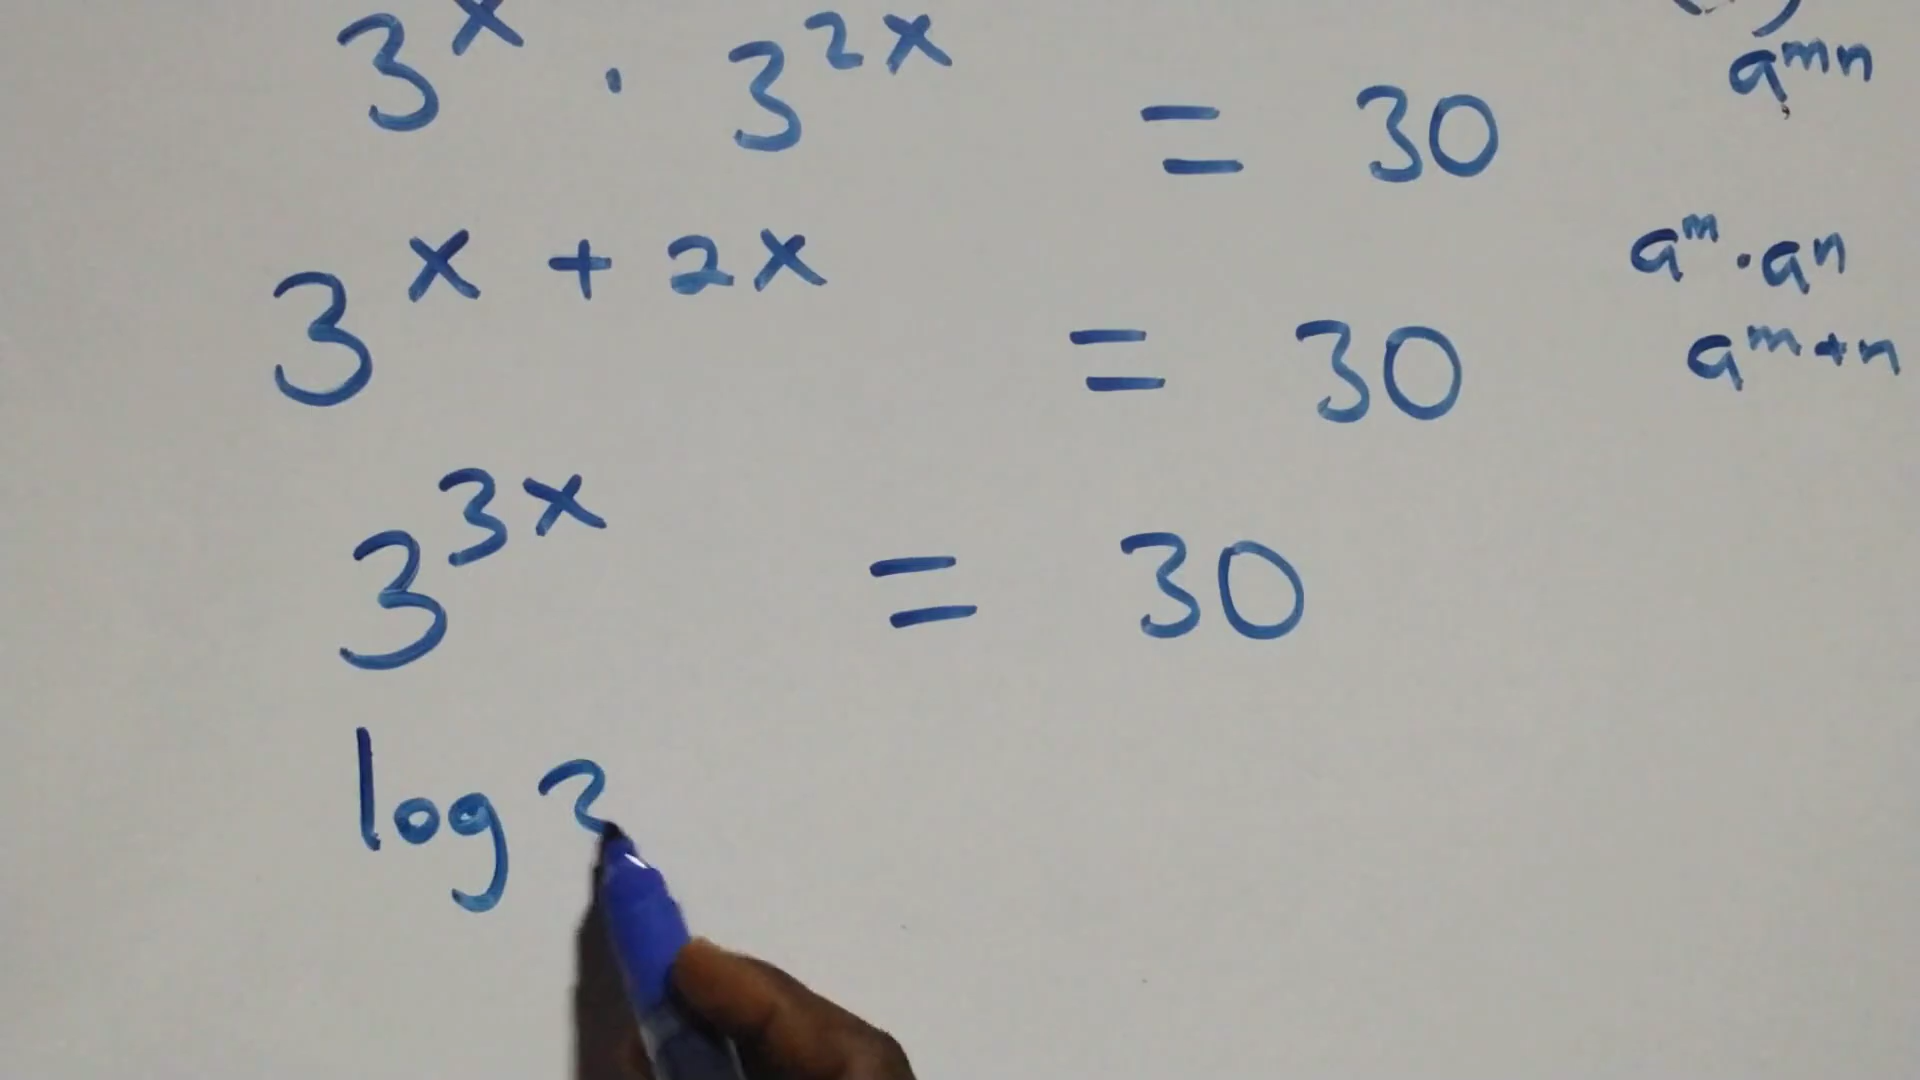 3^x · 3^{2x} = 30
a^{mn}
3^{x + 2x} = 30
a^m · a^n
a^{m+n}
3^{3x} = 30
log 3